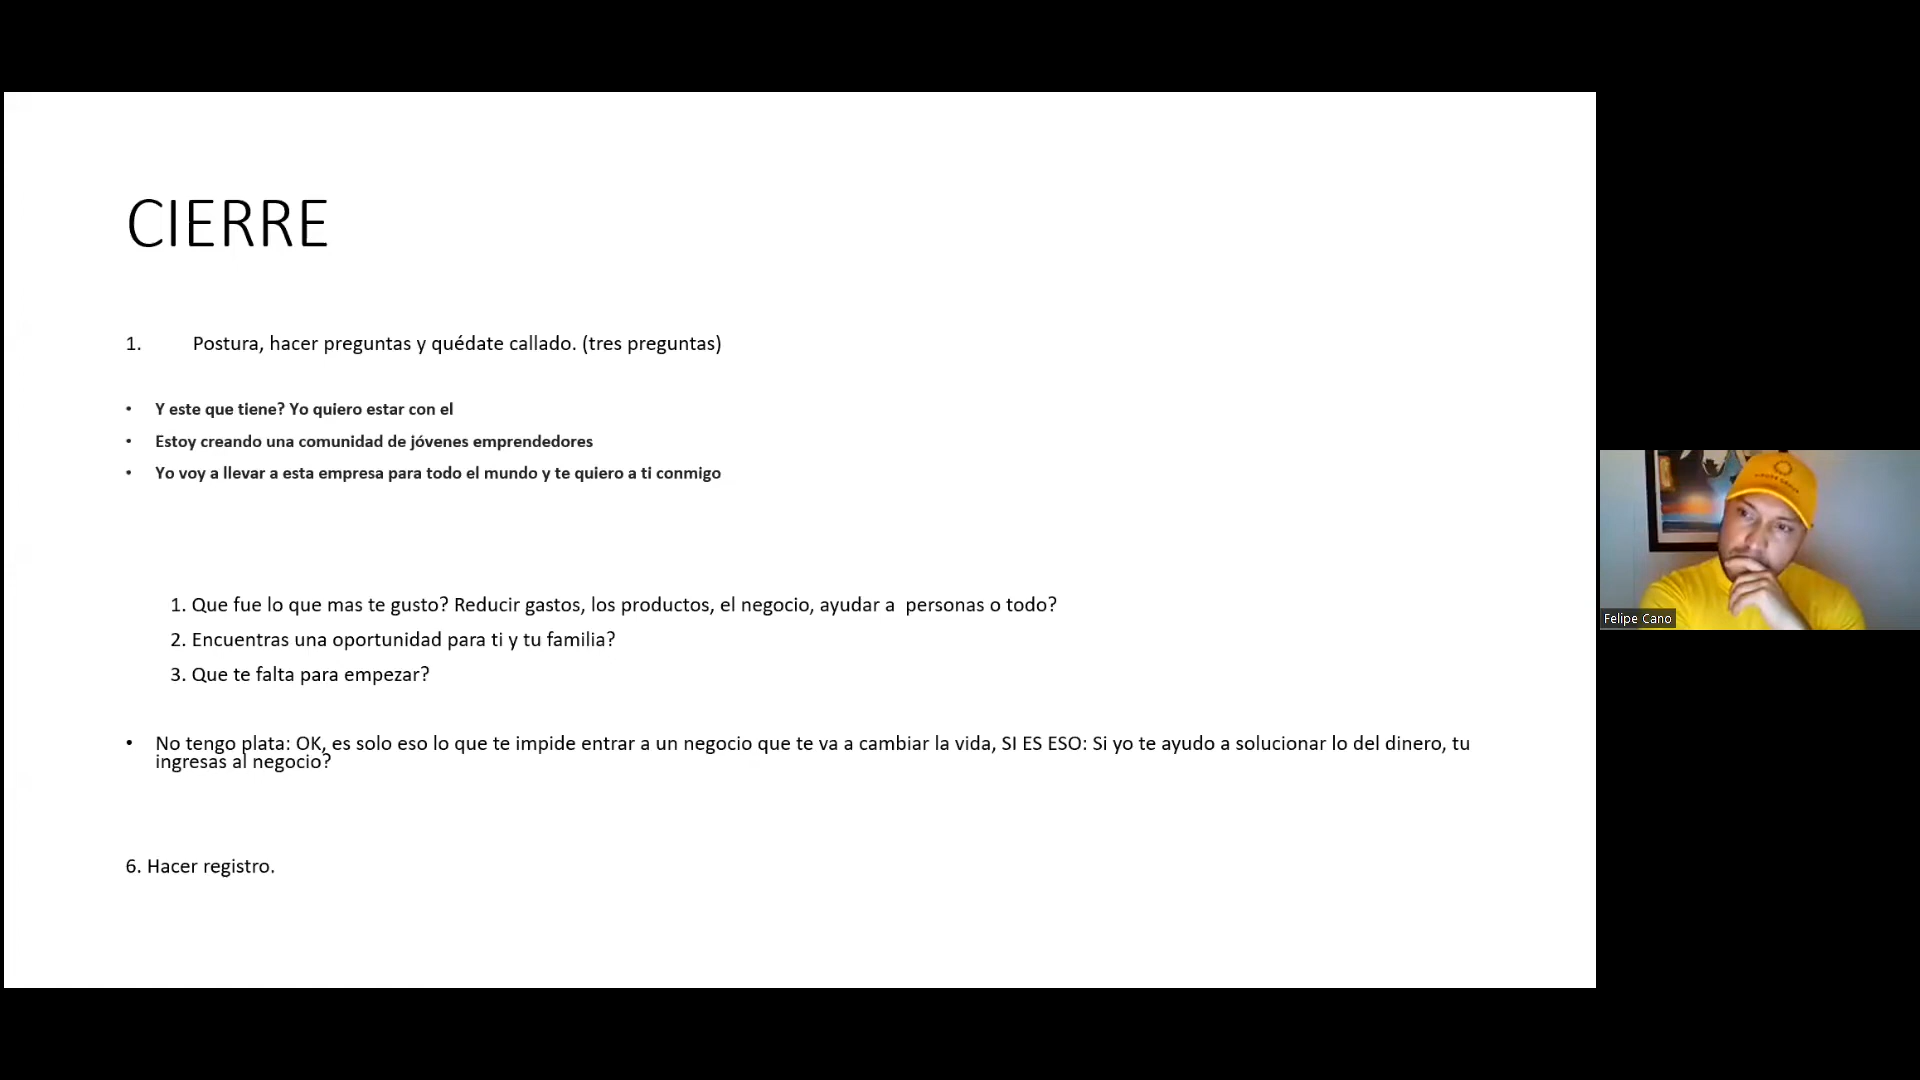 CIERRE
1. Postura, hacer preguntas y quédate callado. (tres preguntas)
• Y este que tiene? Yo quiero estar con el
• Estoy creando una comunidad de jóvenes emprendedores
• Yo voy a llevar a esta empresa para todo el mundo y te quiero a ti conmigo
1. Que fue lo que mas te gusto? Reducir gastos, los productos, el negocio, ayudar a  personas o todo?
2. Encuentras una oportunidad para ti y tu familia?
3. Que te falta para empezar?
• No tengo plata: OK, es solo eso lo que te impide entrar a un negocio que te va a cambiar la vida, SI ES ESO: Si yo te ayudo a solucionar lo del dinero, tu
ingresas al negocio?
6. Hacer registro.
Felipe Cano